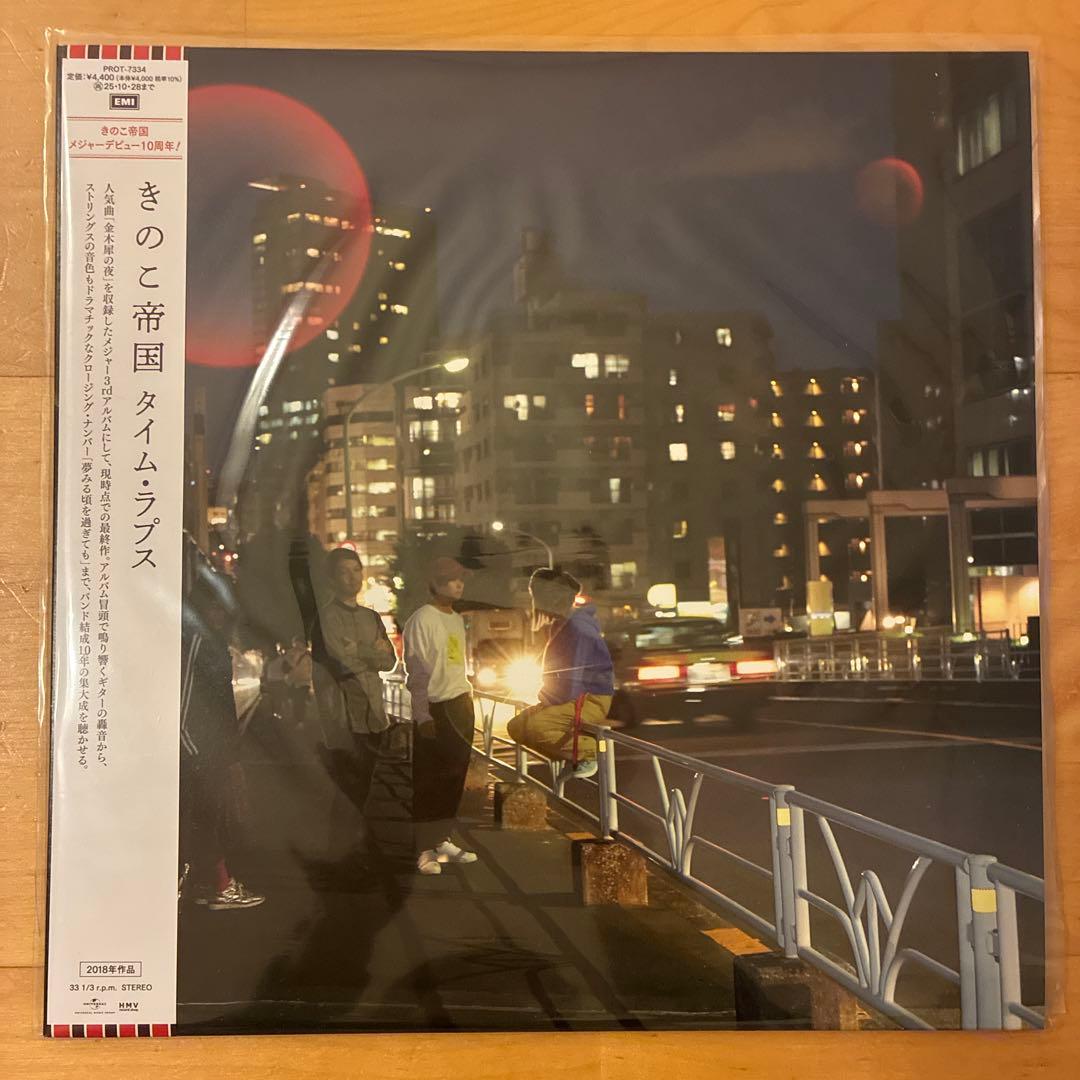 PROT-7334
定価:¥4,400 (本体¥4,000 税率10%)
㊗25・10・28まで
EMI
きのこ帝国
メジャーデビュー10周年!
きのこ帝国 タイム・ラプス
人気曲「金木犀の夜」を収録したメジャー3rdアルバムにして、現時点での最終作。アルバム冒頭で鳴り響くギターの轟音から、
ストリングスの音色もドラマチックなクロージング・ナンバー「夢みる頃を過ぎても」まで、バンド結成10年の集大成を聴かせる。
2018年作品
33 1/3 r.p.m. STEREO
UNIVERSAL
UNIVERSAL MUSIC GROUP
HMV
record shop